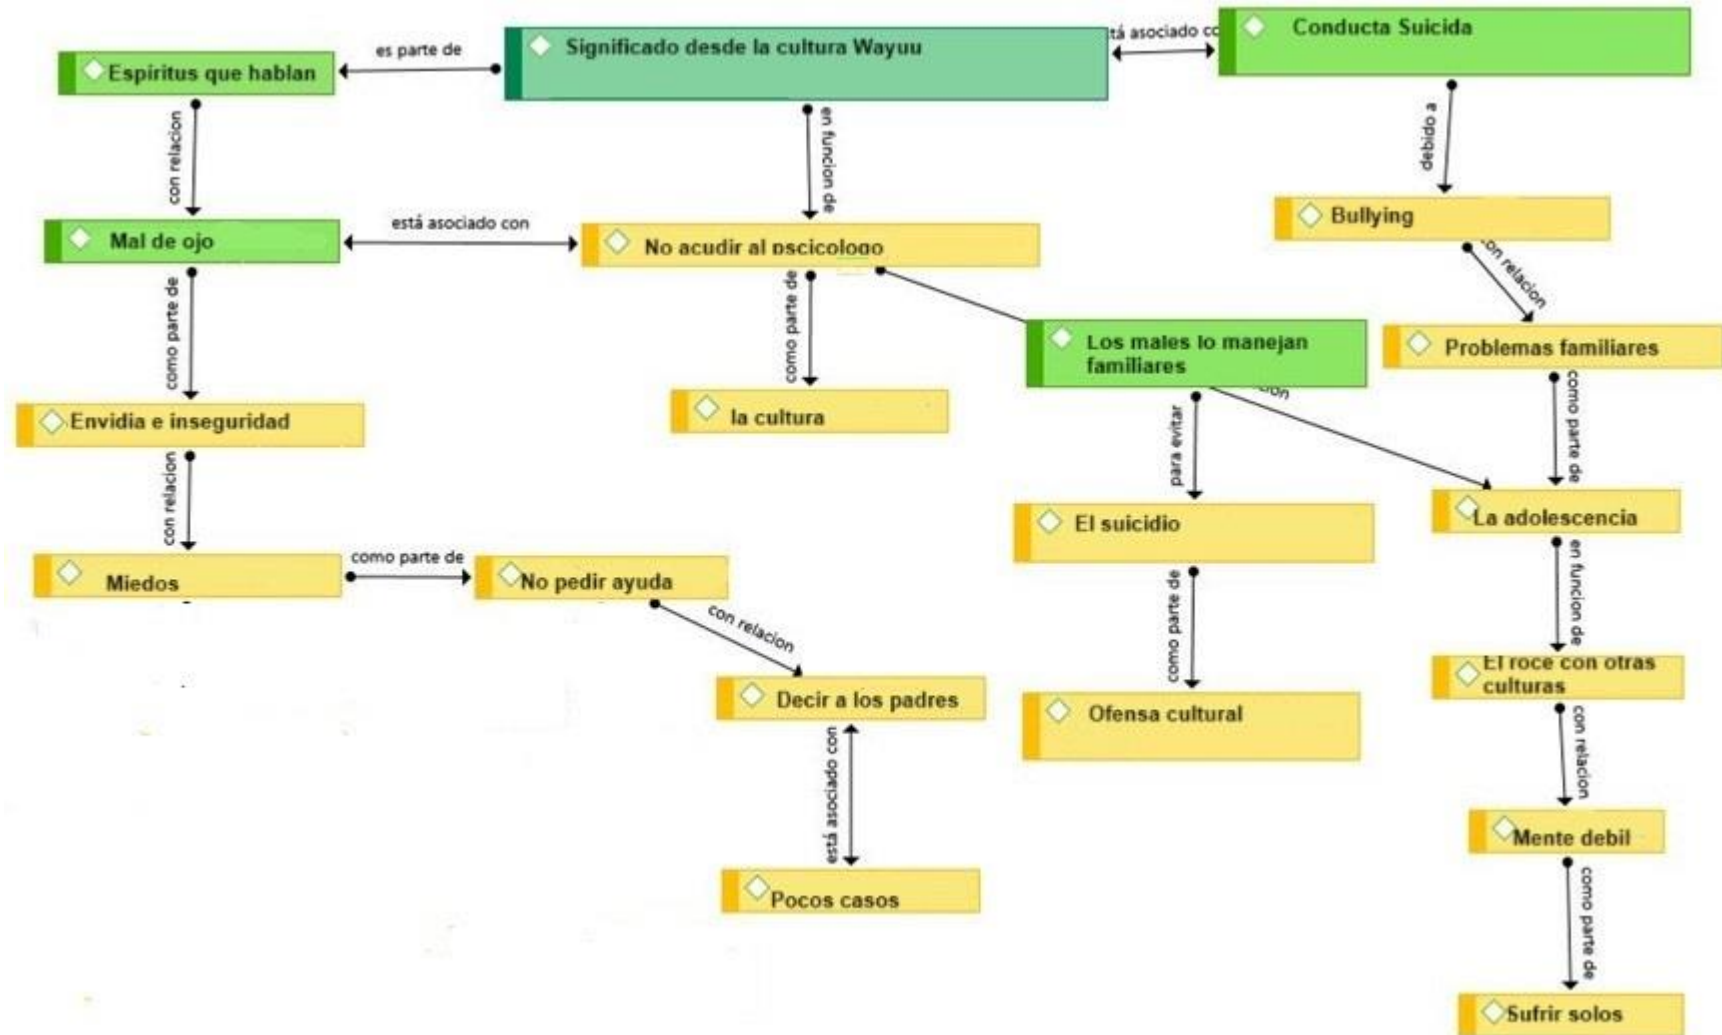 Significado desde la cultura Wayuu
Conducta Suicida
es parte de
Espíritus que hablan
con relacion
en funcion de
debido a
Mal de ojo
está asociado con
No acudir al pscicologo
Bullying
con relacion
como parte de
como parte de
Los males lo manejan
familiares
Problemas familiares
Envidia e inseguridad
la cultura
para evitar
como parte de
con relacion
El suicidio
La adolescencia
Miedos
como parte de
No pedir ayuda
con relacion
como parte de
en funcion de
El roce con otras
culturas
Decir a los padres
Ofensa cultural
está asociado con
con relacion
Mente debil
Pocos casos
como parte de
Sufrir solos